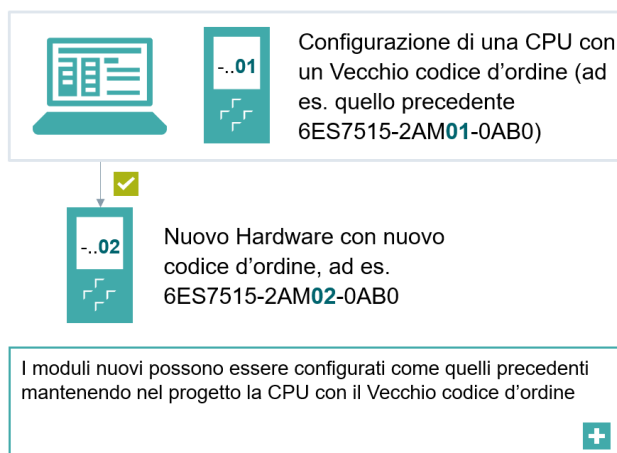 -..01
Configurazione di una CPU con
un Vecchio codice d'ordine (ad
es. quello precedente
6ES7515-2AM01-0AB0)
-..02
Nuovo Hardware con nuovo
codice d'ordine, ad es.
6ES7515-2AM02-0AB0
I moduli nuovi possono essere configurati come quelli precedenti
mantenendo nel progetto la CPU con il Vecchio codice d'ordine